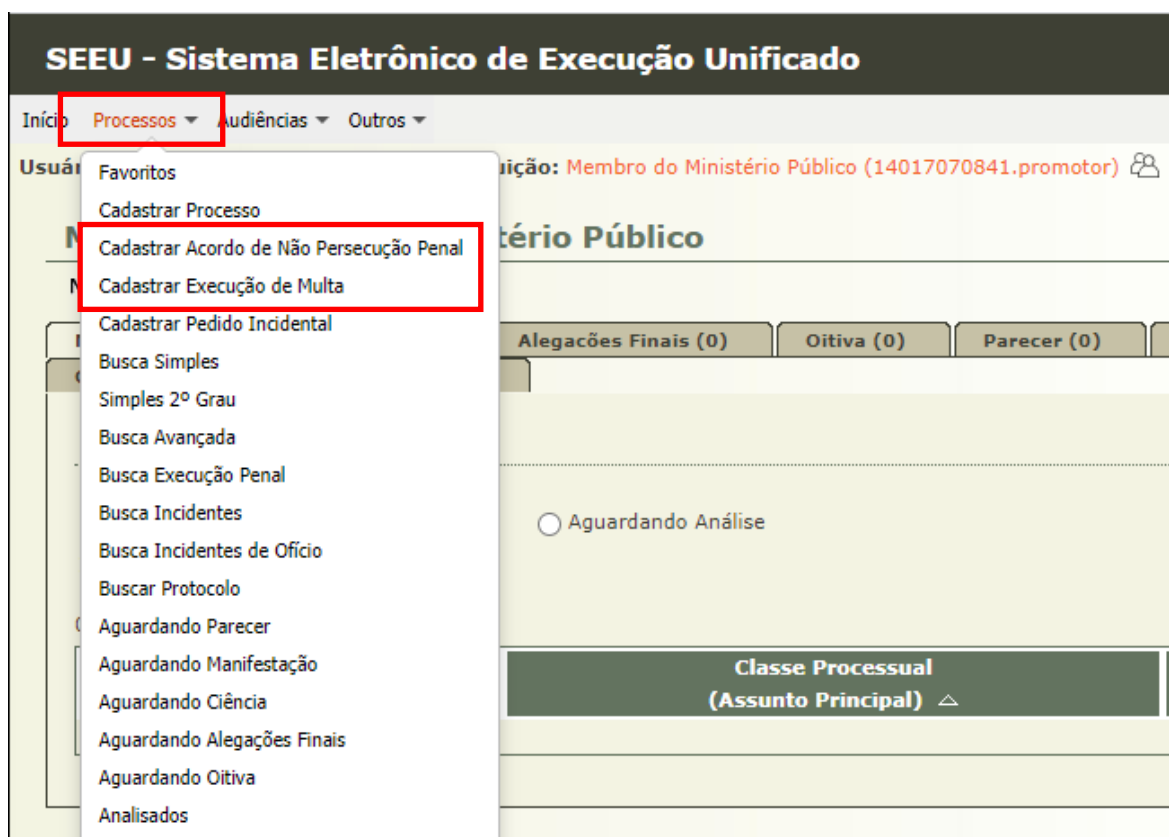 SEEU - Sistema Eletrônico de Execução Unificado
Início Processos Audiências Outros
Membro do Ministério Público (14017070841.promotor)
Público
Favoritos
Cadastrar Processo
Cadastrar Acordo de Não Persecução Penal
Cadastrar Execução de Multa
Cadastrar Pedido Incidental
Busca Simples
Simples 2º Grau
Busca Avançada
Busca Execução Penal
Busca Incidentes
Busca Incidentes de Ofício
Buscar Protocolo
Aguardando Parecer
Aguardando Manifestação
Aguardando Ciência
Aguardando Alegações Finais
Aguardando Oitiva
Analisados
Alegacões Finais (0) Oitiva (0) Parecer (0)
Aguardando Análise
Classe Processual
(Assunto Principal)